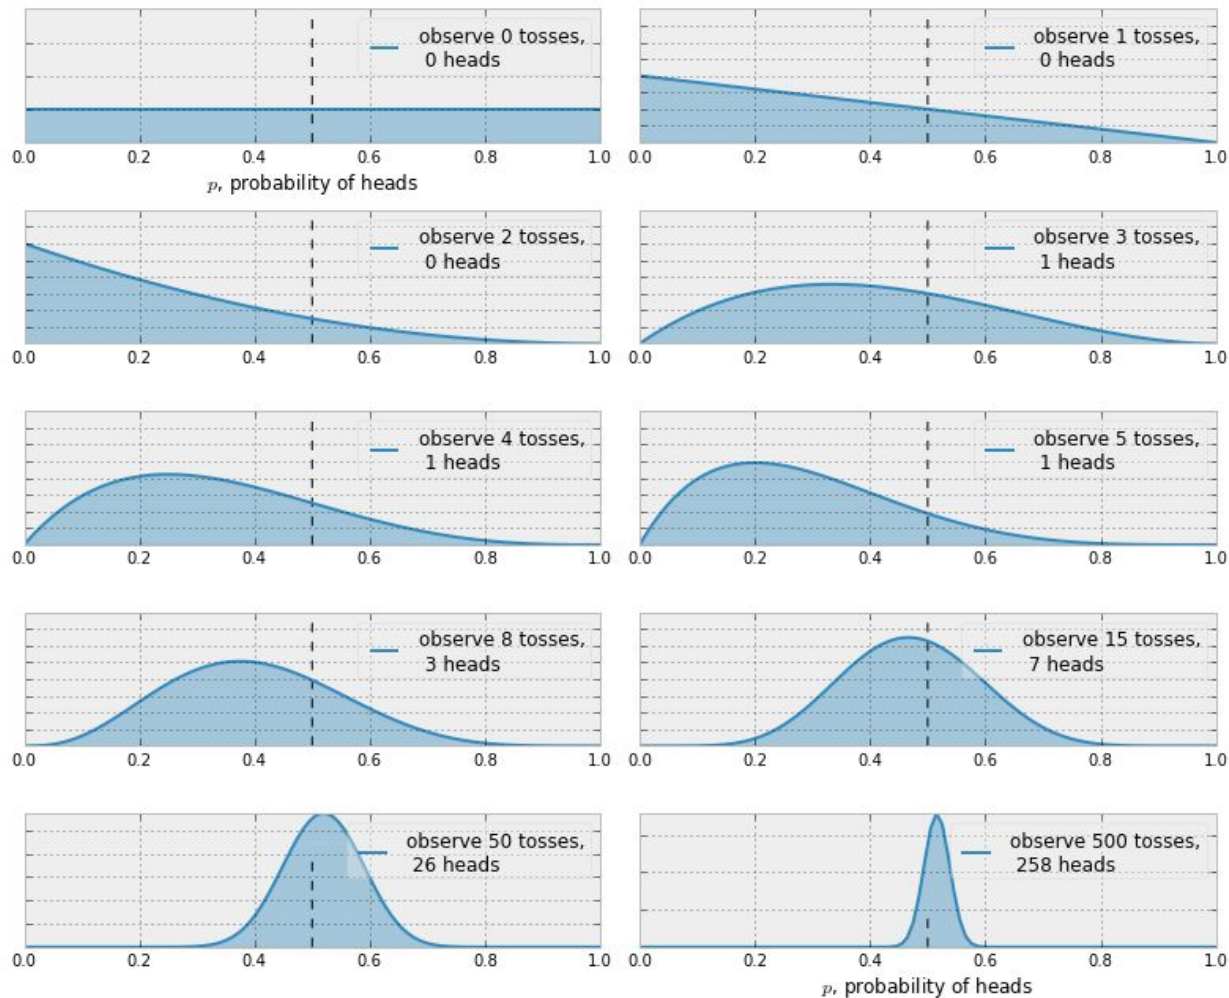 observe 0 tosses,
0 heads
0.0 0.2 0.4 0.6 0.8 1.0
p, probability of heads
observe 1 tosses,
0 heads
0.0 0.2 0.4 0.6 0.8 1.0
observe 2 tosses,
0 heads
0.0 0.2 0.4 0.6 0.8 1.0
observe 3 tosses,
1 heads
0.0 0.2 0.4 0.6 0.8 1.0
observe 4 tosses,
1 heads
0.0 0.2 0.4 0.6 0.8 1.0
observe 5 tosses,
1 heads
0.0 0.2 0.4 0.6 0.8 1.0
observe 8 tosses,
3 heads
0.0 0.2 0.4 0.6 0.8 1.0
observe 15 tosses,
7 heads
0.0 0.2 0.4 0.6 0.8 1.0
observe 50 tosses,
26 heads
0.0 0.2 0.4 0.6 0.8 1.0
observe 500 tosses,
258 heads
0.0 0.2 0.4 0.6 0.8 1.0
p, probability of heads